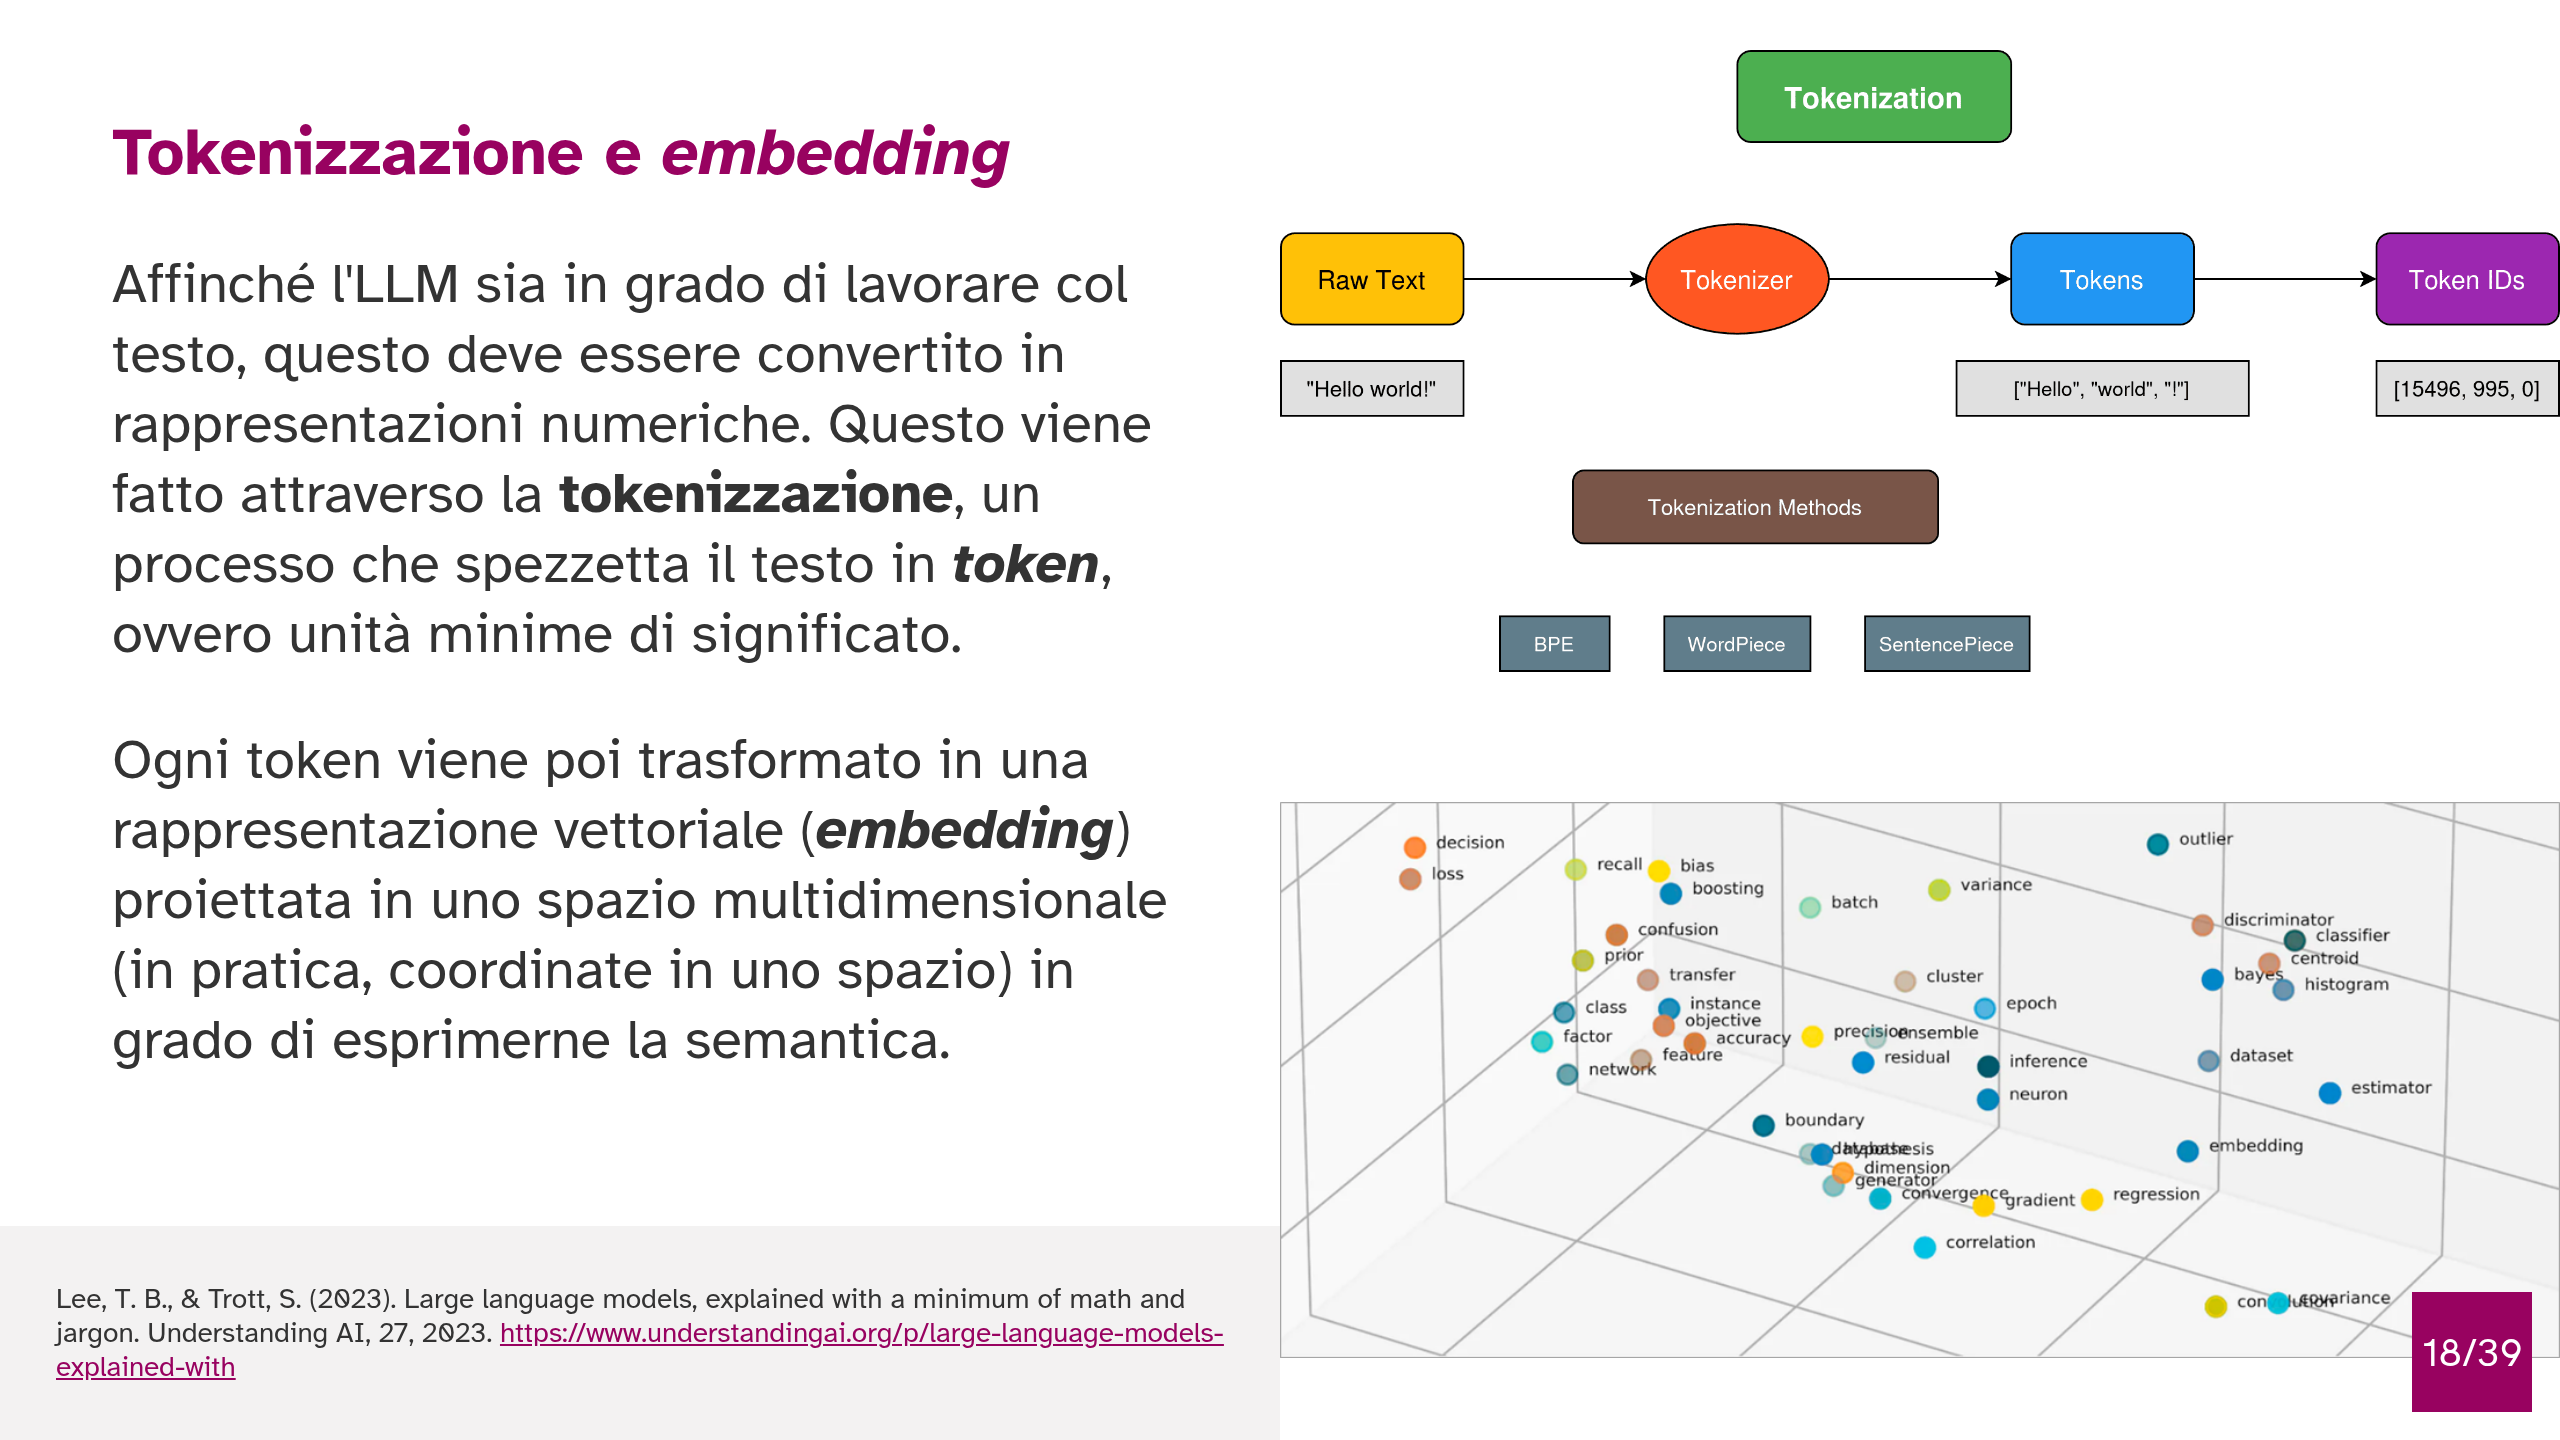 Tokenizzazione e embedding
Affinché l'LLM sia in grado di lavorare col
testo, questo deve essere convertito in
rappresentazioni numeriche. Questo viene
fatto attraverso la tokenizzazione, un
processo che spezzetta il testo in token,
ovvero unità minime di significato.
Ogni token viene poi trasformato in una
rappresentazione vettoriale (embedding)
proiettata in uno spazio multidimensionale
(in pratica, coordinate in uno spazio) in
grado di esprimerne la semantica.
Lee, T. B., & Trott, S. (2023). Large language models, explained with a minimum of math and
jargon. Understanding AI, 27, 2023. https://www.understandingai.org/p/large-language-models-
explained-with
Tokenization
Raw Text
Tokenizer
Tokens
Token IDs
"Hello world!"
["Hello", "world", "!"]
[15496, 995, 0]
Tokenization Methods
BPE
WordPiece
SentencePiece
decision
loss
recall
bias
boosting
batch
variance
outlier
confusion
prior
transfer
discriminator
classifier
centroid
bayes
histogram
cluster
epoch
class
instance
objective
factor
accuracy
feature
network
precision
ensemble
residual
inference
neuron
dataset
estimator
boundary
database
hypothesis
dimension
generator
convergence
gradient
regression
embedding
correlation
convolution
covariance
18/39